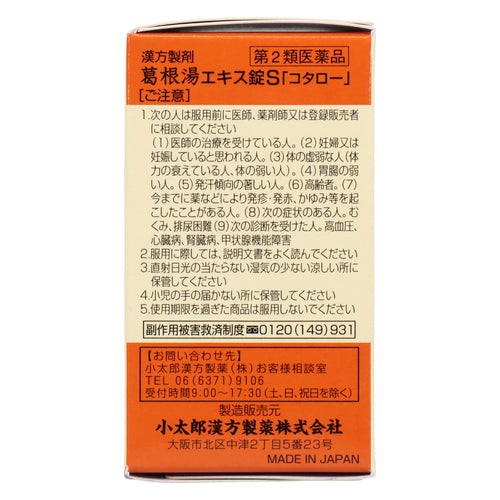 漢方製剤 第2類医薬品
葛根湯エキス錠S「コタロー」
[ご注意]
1.次の人は服用前に医師、薬剤師又は登録販売者
に相談してください
(1)医師の治療を受けている人。(2)妊婦又は
妊娠していると思われる人。(3)体の虚弱な人(体
力の衰えている人、体の弱い人)。(4)胃腸の弱
い人。(5)発汗傾向の著しい人。(6)高齢者。(7)
今までに薬などにより発疹・発赤、かゆみ等を起
こしたことがある人。(8)次の症状のある人。む
くみ、排尿困難(9)次の診断を受けた人。高血圧、
心臓病、腎臓病、甲状腺機能障害
2.服用に際しては、説明文書をよく読んでください
3.直射日光の当たらない湿気の少ない涼しい所に
保管してください
4.小児の手の届かない所に保管してください
5.使用期限を過ぎた商品は服用しないでください
副作用被害救済制度 0120(149)931
【お問い合わせ先】
小太郎漢方製薬(株)お客様相談室
TEL 06(6371)9106
受付時間9:00〜17:30(土、日、祝日を除く)
製造販売元
小太郎漢方製薬株式会社
大阪市北区中津2丁目5番23号
MADE IN JAPAN